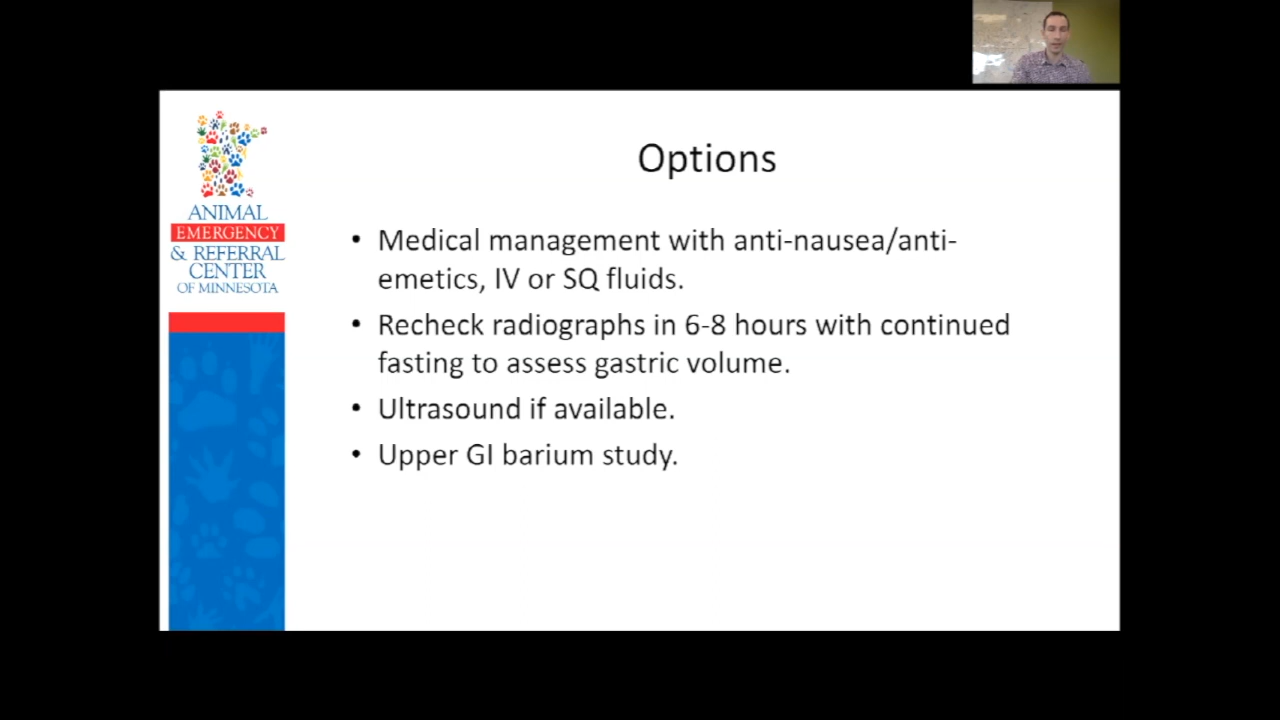 ANIMAL
EMERGENCY
& REFERRAL
CENTER
OF MINNESOTA
Options
• Medical management with anti-nausea/anti-
emetics, IV or SQ fluids.
• Recheck radiographs in 6-8 hours with continued
fasting to assess gastric volume.
• Ultrasound if available.
• Upper GI barium study.